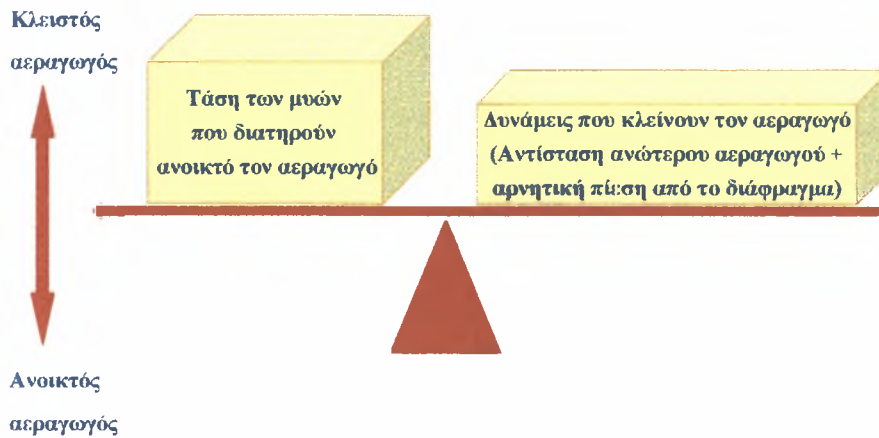 Κλειστός
αεραγωγός
Τάση των μυών
που διατηρούν
ανοικτό τον αεραγωγό
Δυνάμεις που κλείνουν τον αεραγωγό
(Αντίσταση ανώτερου αεραγωγού +
αρνητική πίεση από το διάφραγμα)
Ανοικτός
αεραγωγός